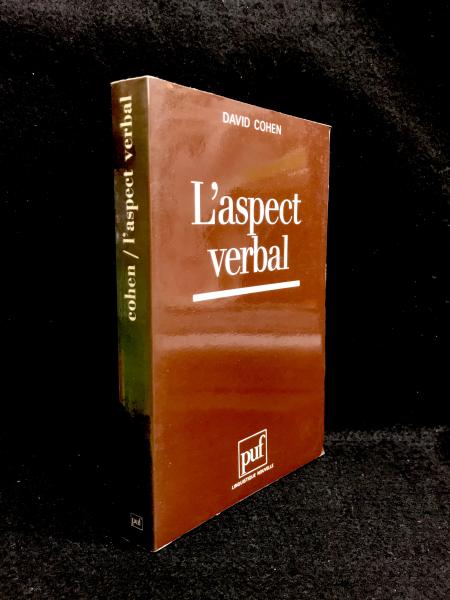 cohen / l'aspect verbal
puf
DAVID COHEN
L'aspect
verbal
puf
LINGUISTIQUE NOUVELLE